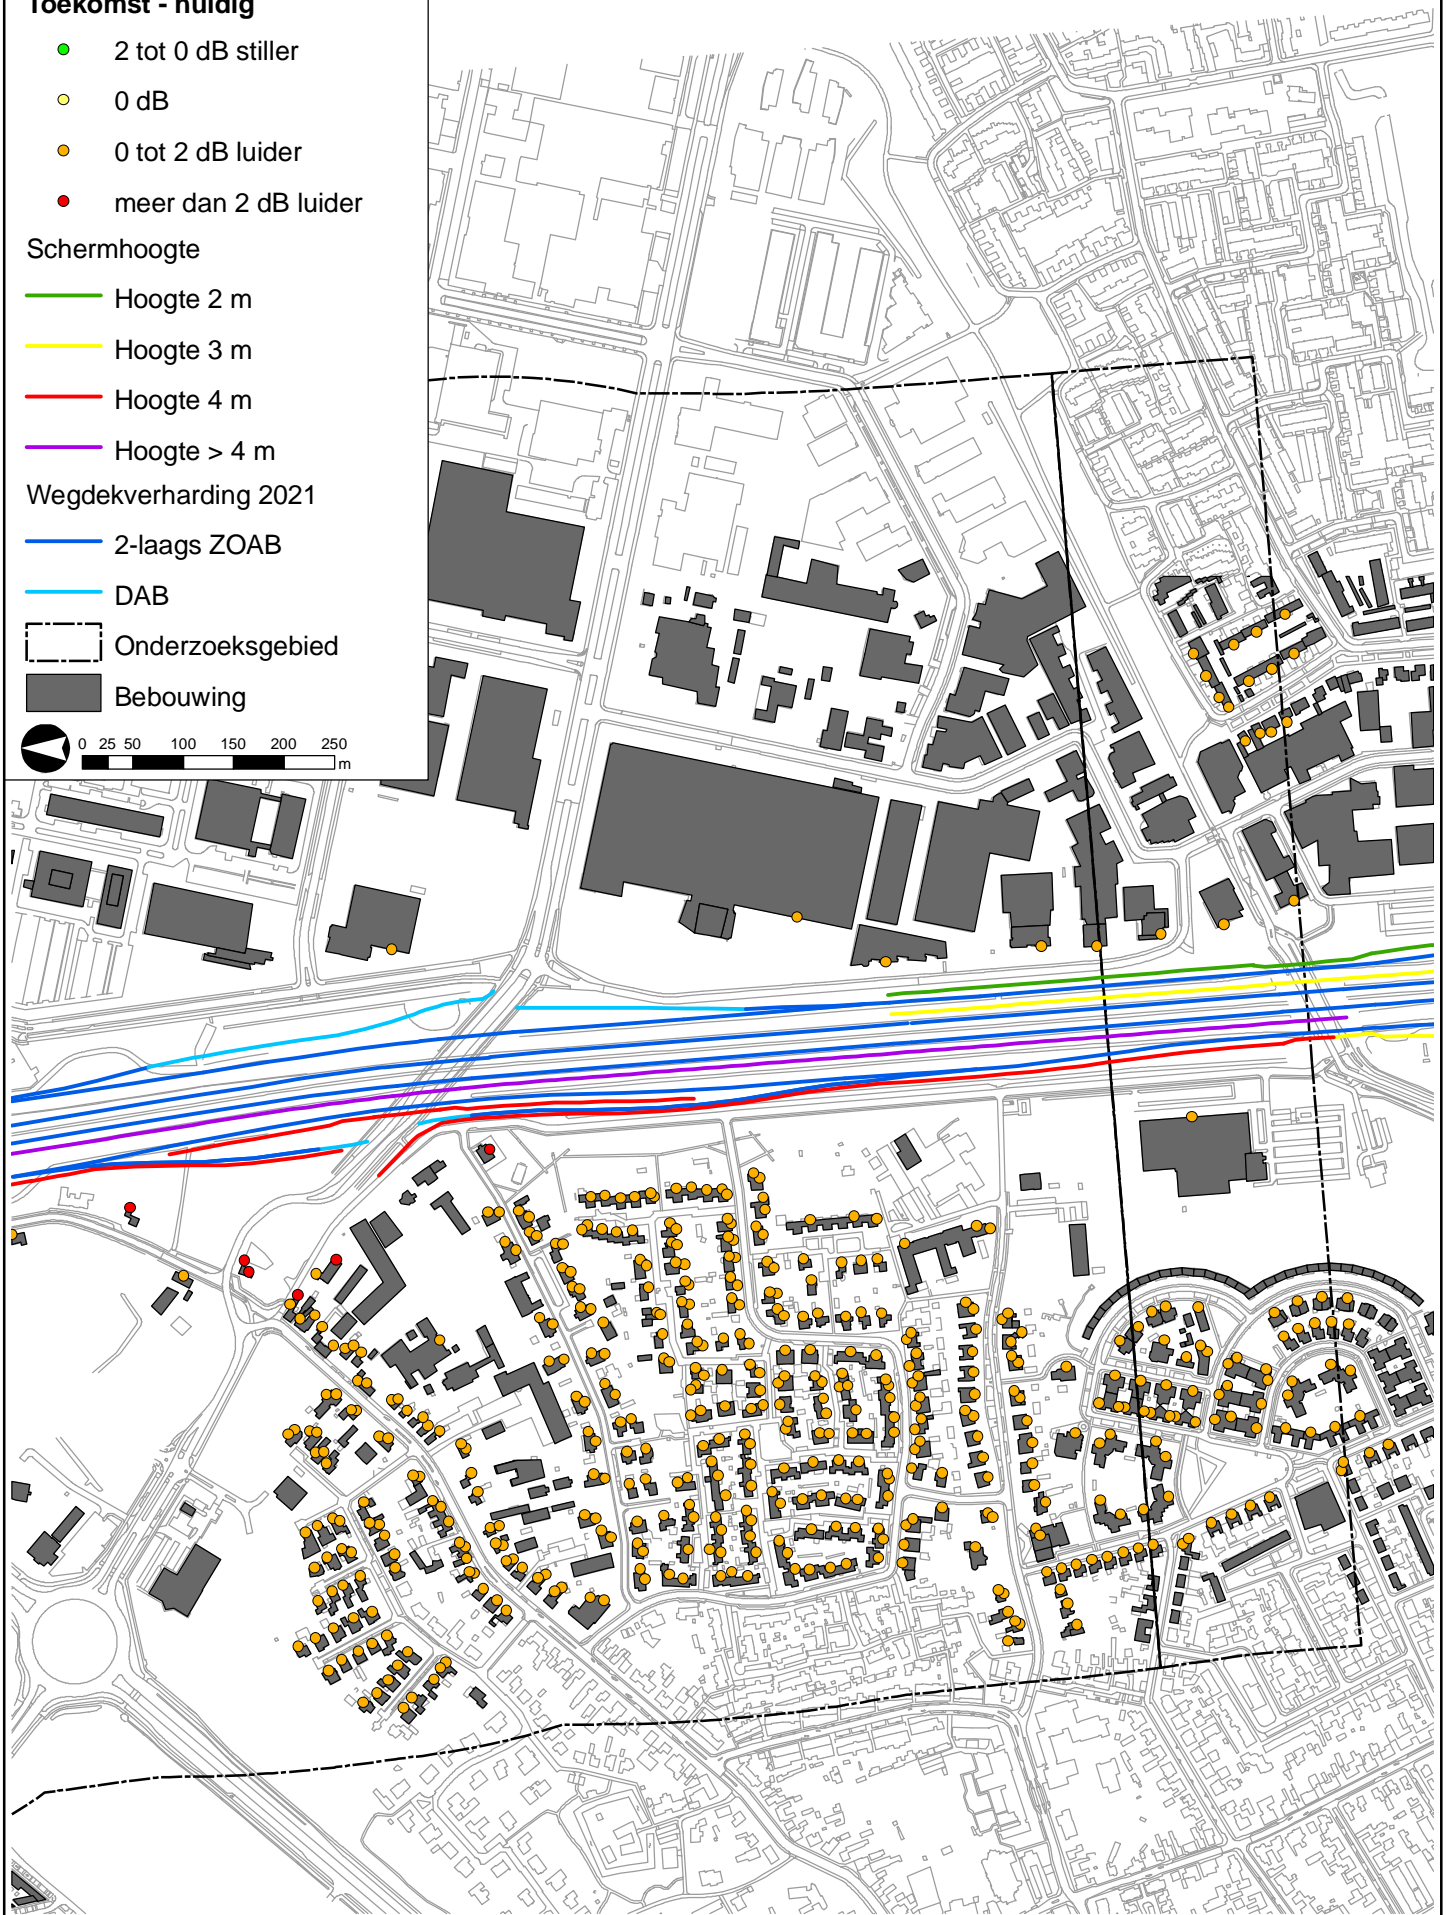 Toekomst - huidig
2 tot 0 dB stiller
0 dB
0 tot 2 dB luider
meer dan 2 dB luider
Schermhoogte
Hoogte 2 m
Hoogte 3 m
Hoogte 4 m
Hoogte > 4 m
Wegdekverharding 2021
2-laags ZOAB
DAB
Onderzoeksgebied
Bebouwing
0 25 50 100 150 200 250
m